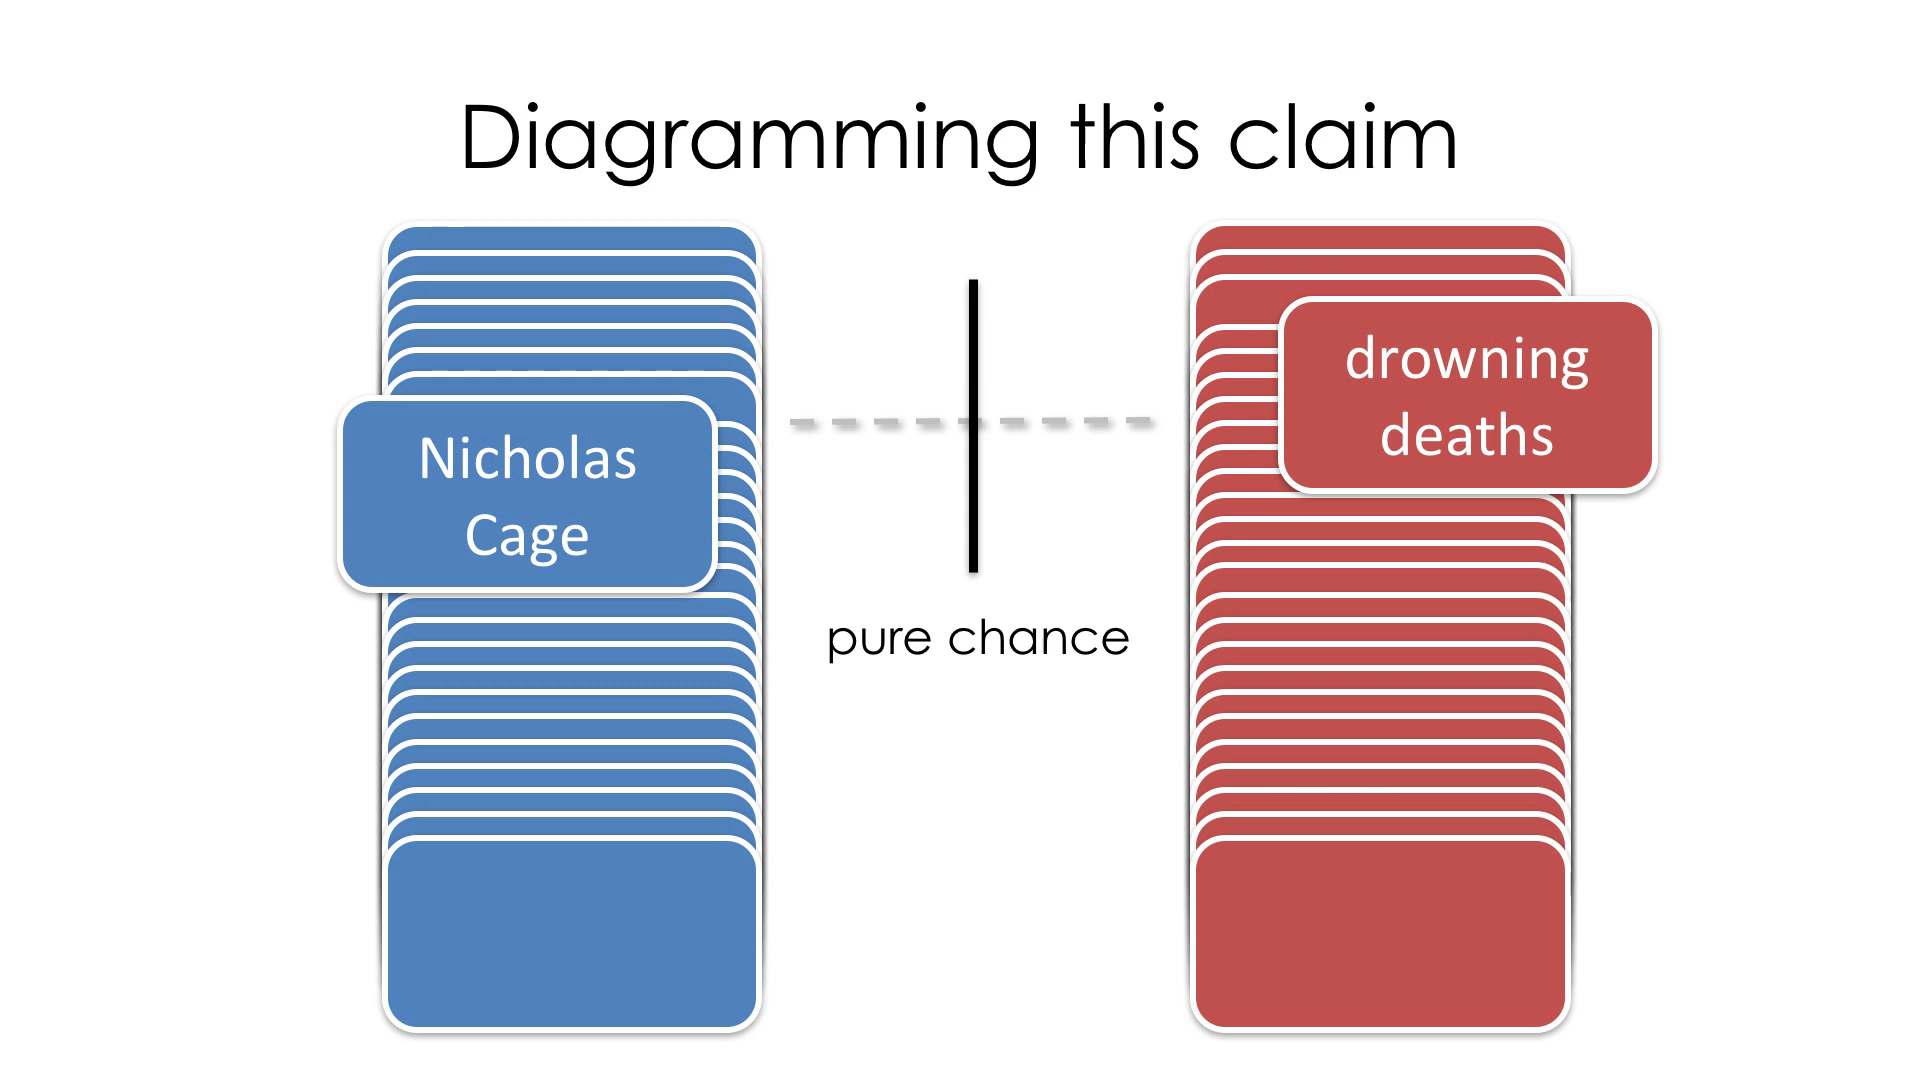 Diagramming this claim
Nicholas
Cage
drowning
deaths
pure chance